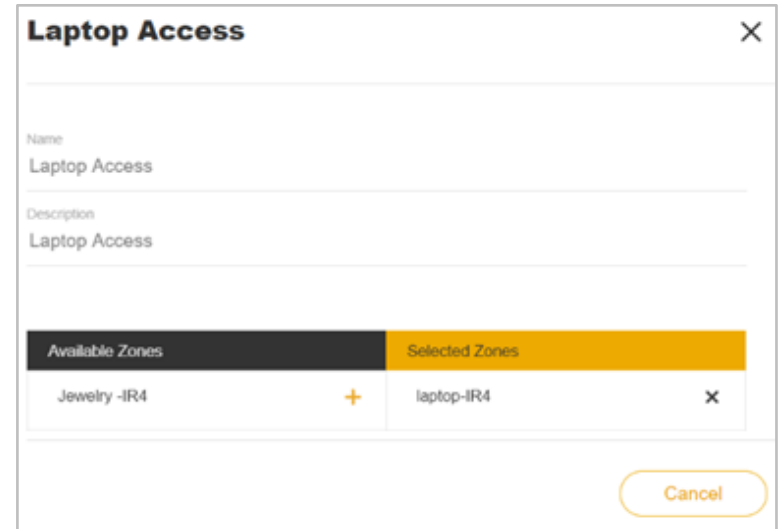 Laptop Access
Name
Laptop Access
Description
Laptop Access
Available Zones Selected Zones
Jewelry -IR4 + laptop-IR4 ×
Cancel